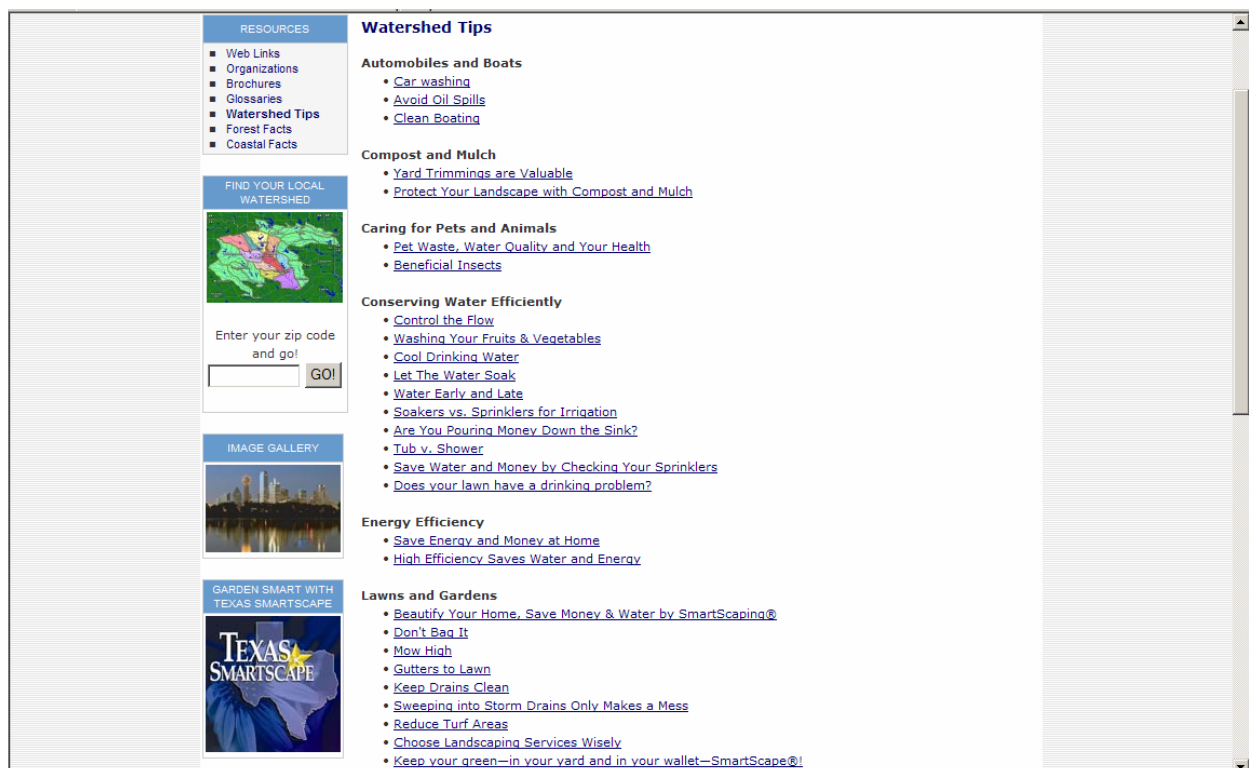 RESOURCES
Web Links
Organizations
Brochures
Glossaries
Watershed Tips
Forest Facts
Coastal Facts
FIND YOUR LOCAL
WATERSHED
Enter your zip code
and go!
GO!
IMAGE GALLERY
GARDEN SMART WITH
TEXAS SMARTSCAPE
TEXAS
SMARTSCAPE
Watershed Tips
Automobiles and Boats
• Car washing
• Avoid Oil Spills
• Clean Boating
Compost and Mulch
• Yard Trimmings are Valuable
• Protect Your Landscape with Compost and Mulch
Caring for Pets and Animals
• Pet Waste, Water Quality and Your Health
• Beneficial Insects
Conserving Water Efficiently
• Control the Flow
• Washing Your Fruits & Vegetables
• Cool Drinking Water
• Let The Water Soak
• Water Early and Late
• Soakers vs. Sprinklers for Irrigation
• Are You Pouring Money Down the Sink?
• Tub v. Shower
• Save Water and Money by Checking Your Sprinklers
• Does your lawn have a drinking problem?
Energy Efficiency
• Save Energy and Money at Home
• High Efficiency Saves Water and Energy
Lawns and Gardens
• Beautify Your Home, Save Money & Water by SmartScaping®
• Don't Bag It
• Mow High
• Gutters to Lawn
• Keep Drains Clean
• Sweeping into Storm Drains Only Makes a Mess
• Reduce Turf Areas
• Choose Landscaping Services Wisely
• Keep your green—in your yard and in your wallet—SmartScape®!